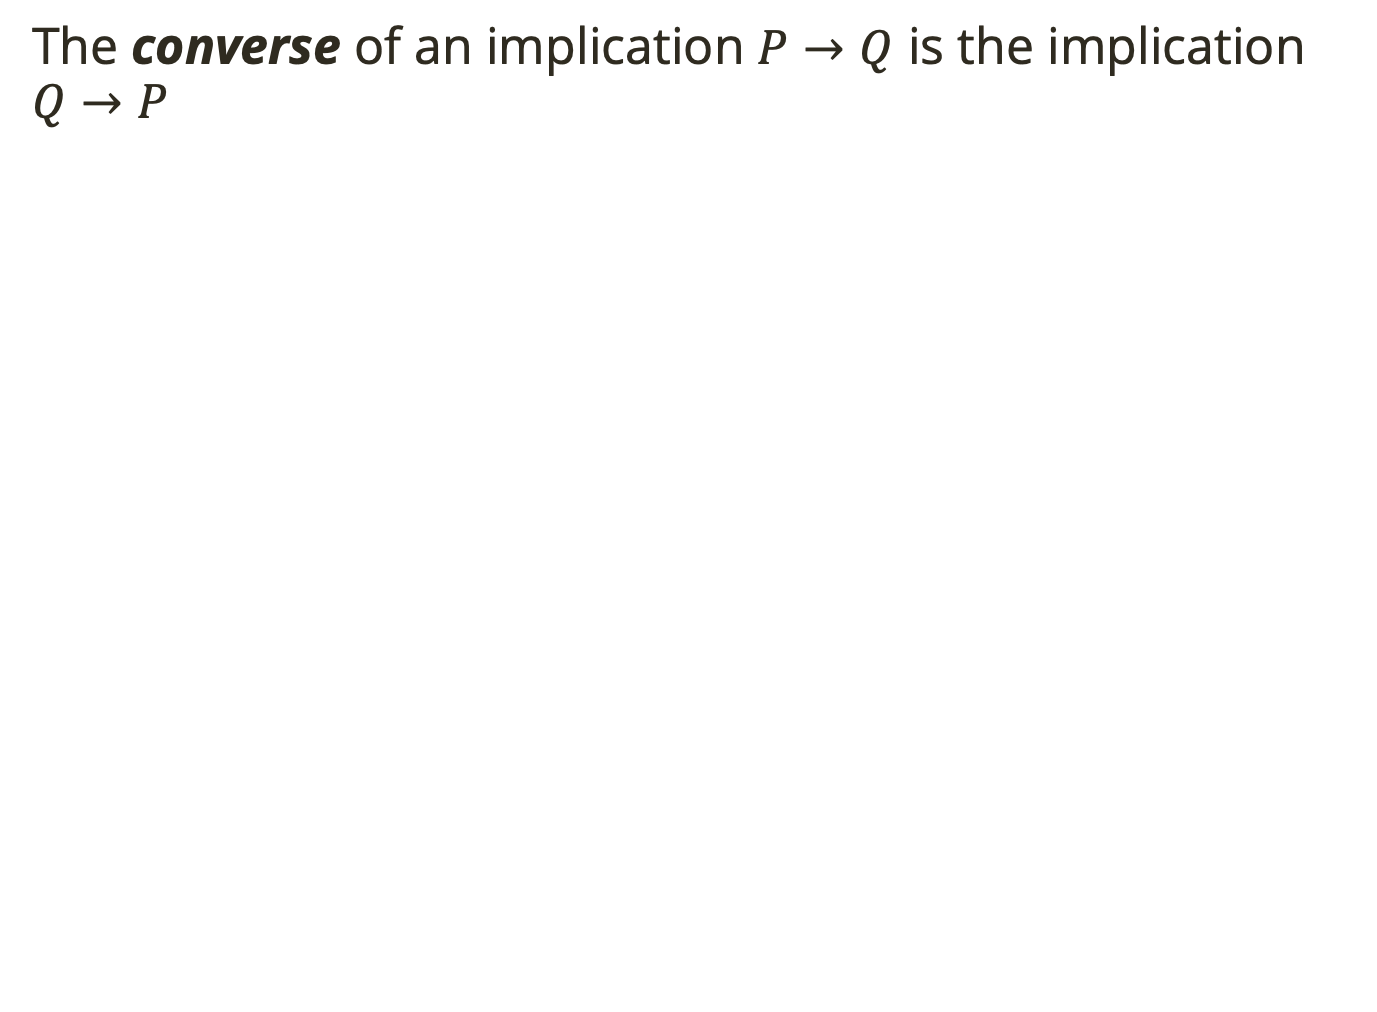 The converse of an implication P → Q is the implication
Q → P